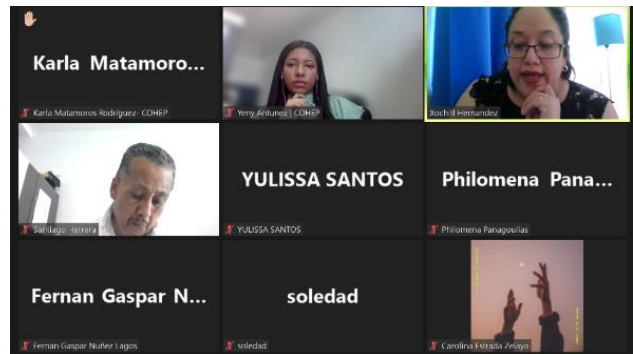 Karla Matamoro...
Karla Matamoros Rodríguez- COHEP
Yeny Antunez | COHEP
Xochitl Hernandez
Santiago Herrera
YULISSA SANTOS
YULISSA SANTOS
Philomena Pana...
Philomena Panagoulias
Fernan Gaspar N...
Fernan Gaspar Nuñez Lagos
soledad
soledad
Carolina Estrada Zelaya